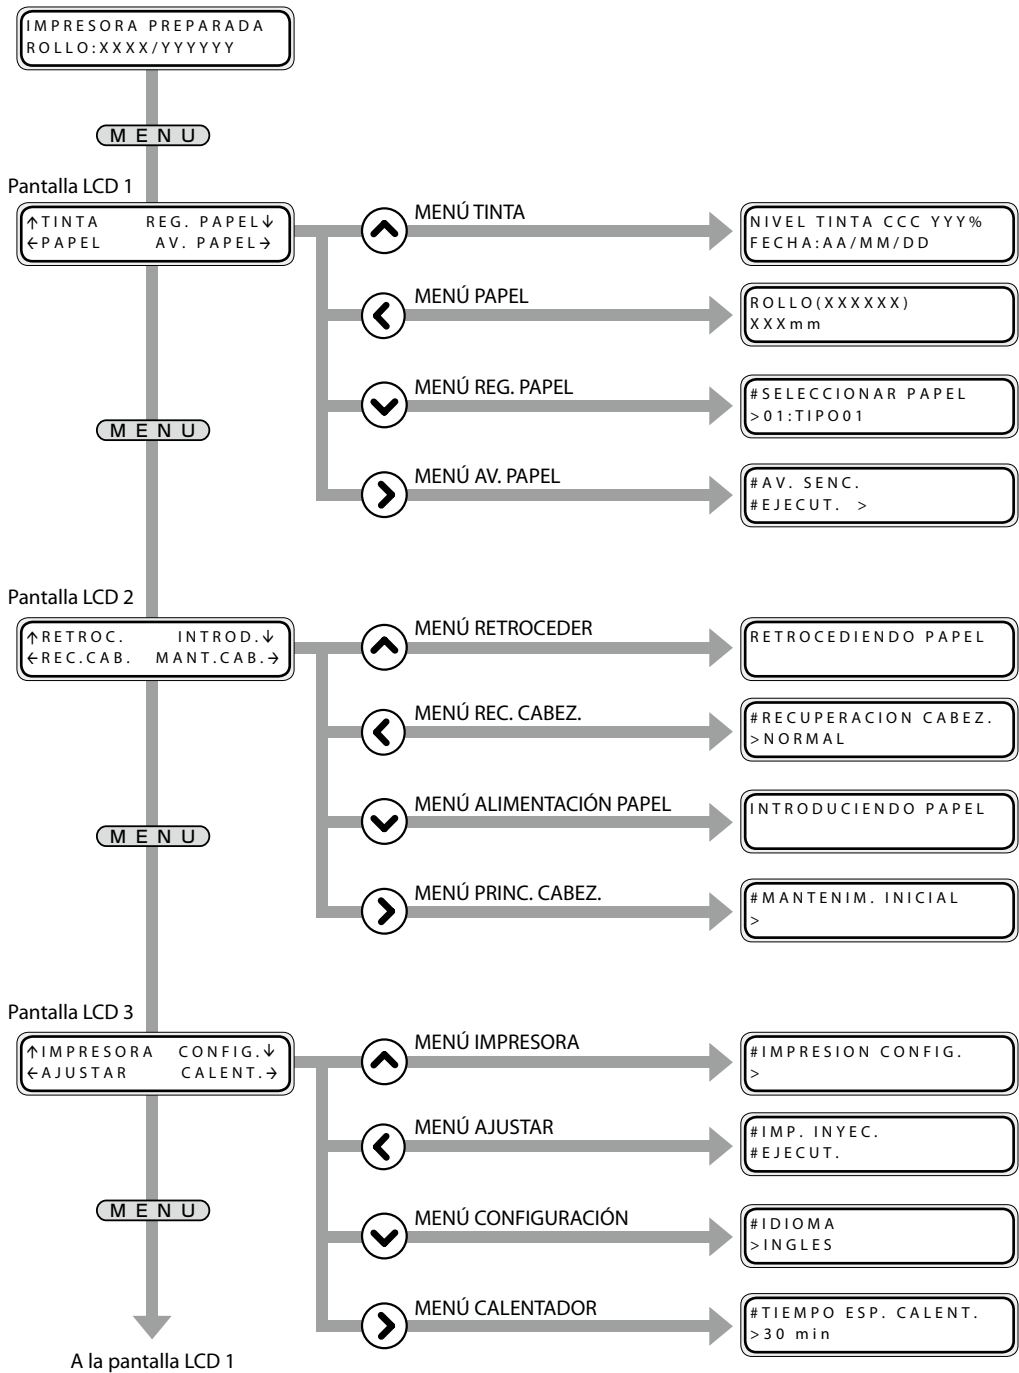 IMPRESORA PREPARADA
ROLLO:XXXX/YYYYYY
MENU
Pantalla LCD 1
↑TINTA REG. PAPEL↓
←PAPEL AV. PAPEL→
MENÚ TINTA
NIVEL TINTA CCC YYY%
FECHA:AA/MM/DD
MENÚ PAPEL
ROLLO(XXXXXX)
XXXmm
MENÚ REG. PAPEL
#SELECCIONAR PAPEL
>01:TIPO01
MENU
MENÚ AV. PAPEL
#AV. SENC.
#EJECUT. >
Pantalla LCD 2
↑RETROC. INTROD.↓
←REC.CAB. MANT.CAB.→
MENÚ RETROCEDER
RETROCEDIENDO PAPEL
MENÚ REC. CABEZ.
#RECUPERACION CABEZ.
>NORMAL
MENÚ ALIMENTACIÓN PAPEL
INTRODUCIENDO PAPEL
MENU
MENÚ PRINC. CABEZ.
#MANTENIM. INICIAL
>
Pantalla LCD 3
↑IMPRESORA CONFIG.↓
←AJUSTAR CALENT.→
MENÚ IMPRESORA
#IMPRESION CONFIG.
>
MENÚ AJUSTAR
#IMP. INYEC.
#EJECUT.
MENU
MENÚ CONFIGURACIÓN
#IDIOMA
>INGLES
MENÚ CALENTADOR
#TIEMPO ESP. CALENT.
>30 min
A la pantalla LCD 1